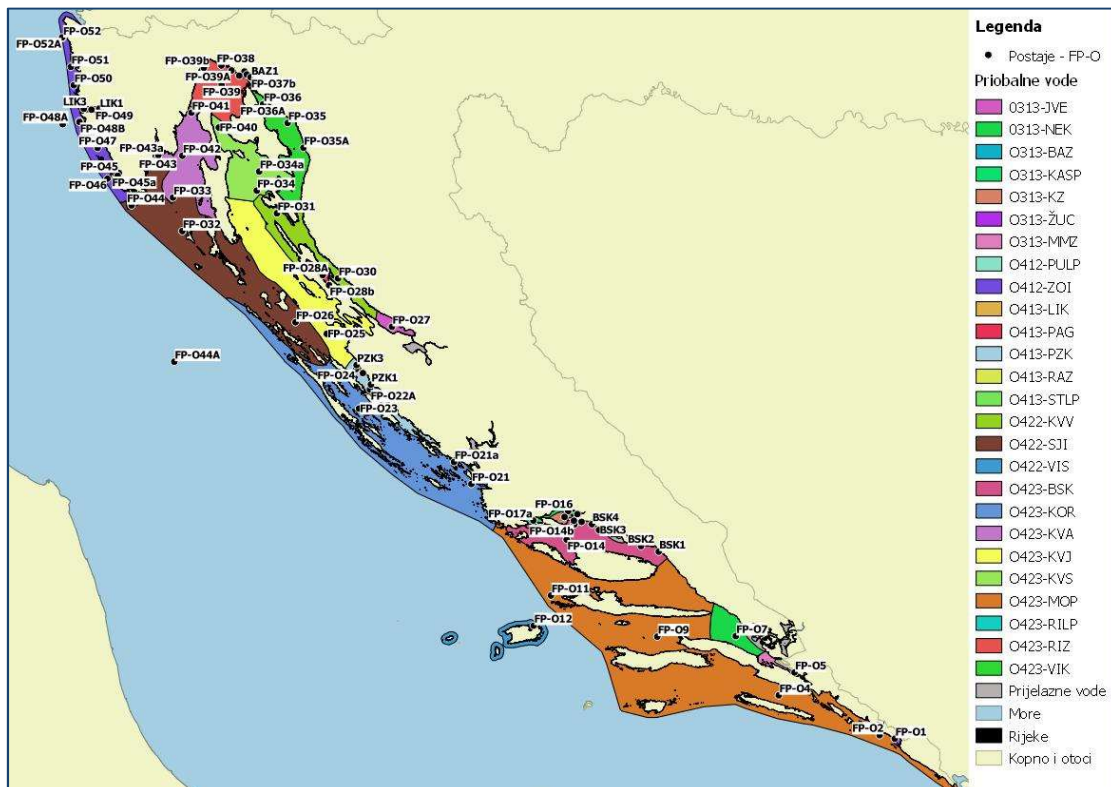 FP-O52
FP-O52A
FP-O51
FP-O50
LIK3
LIK1
FP-O49
FP-O48A
FP-O48B
FP-O47
FP-O45
FP-O46
FP-O45a
FP-O44
FP-O43a
FP-O43
FP-O42
FP-O41
FP-O39b
FP-O38
FP-O39A
BAZ1
FP-O39
FP-O37b
FP-O36
FP-O36A
FP-O35
FP-O40
FP-O35A
FP-O34a
FP-O34
FP-O33
FP-O31
FP-O32
FP-O28A
FP-O30
FP-O28b
FP-O26
FP-O27
FP-O25
FP-O44A
PZK3
FP-O24
PZK1
FP-O22A
FP-O23
FP-O21a
FP-O21
FP-O16
FP-O17a
BSK4
BSK3
FP-O14b
FP-O14
BSK2
BSK1
FP-O11
FP-O12
FP-O9
FP-O7
FP-O5
FP-O4
FP-O2
FP-O1
Legenda
Postaje - FP-O
Priobalne vode
0313-JVE
0313-NEK
O313-BAZ
O313-KASP
O313-KZ
O313-ŽUC
O313-MMZ
O412-PULP
O412-ZOI
O413-LIK
O413-PAG
O413-PZK
O413-RAZ
O413-STLP
O422-KVV
O422-SJI
O422-VIS
O423-BSK
O423-KOR
O423-KVA
O423-KVJ
O423-KVS
O423-MOP
O423-RILP
O423-RIZ
O423-VIK
Prijelazne vode
More
Rijeke
Kopno i otoci